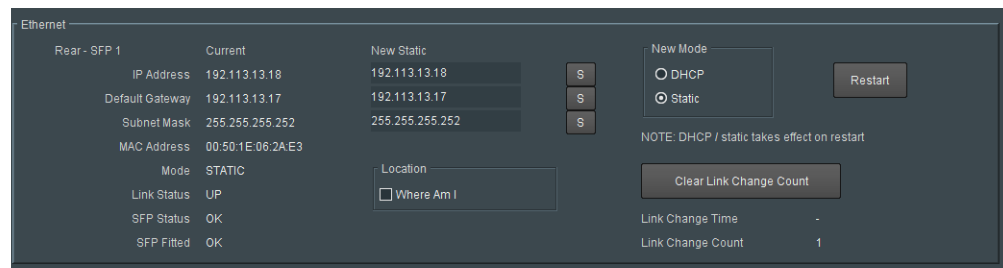 Ethernet
Rear - SFP 1 Current New Static New Mode
IP Address 192.113.13.18 192.113.13.18 S DHCP Restart
Default Gateway 192.113.13.17 192.113.13.17 S Static
Subnet Mask 255.255.255.252 255.255.255.252 S
NOTE: DHCP / static takes effect on restart
MAC Address 00:50:1E:06:2A:E3
Mode STATIC Location Clear Link Change Count
Link Status UP Where Am I
SFP Status OK Link Change Time -
SFP Fitted OK Link Change Count 1